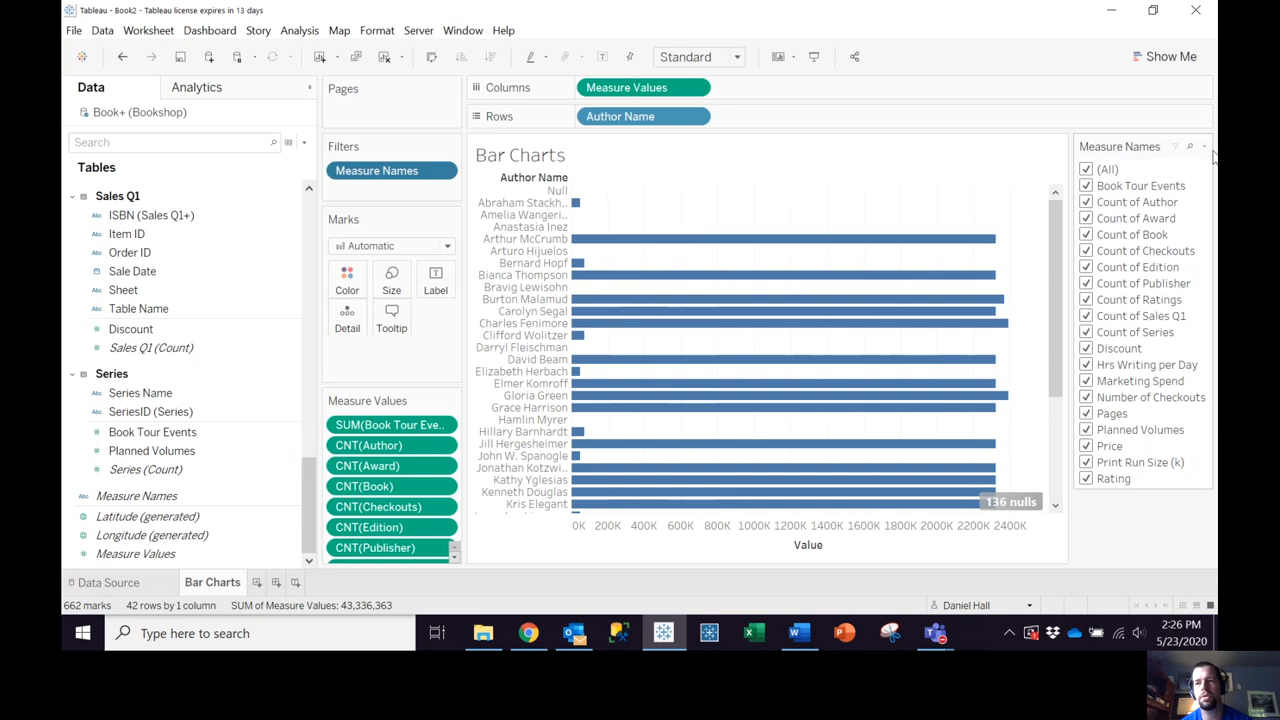 Tableau - Book2 - Tableau license expires in 13 days
File Data Worksheet Dashboard Story Analysis Map Format Server Window Help
Standard
Show Me
Data Analytics
Book+ (Bookshop)
Search
Tables
Sales Q1
Abc ISBN (Sales Q1+)
Abc Item ID
Abc Order ID
Sale Date
Abc Sheet
Abc Table Name
# Discount
# Sales Q1 (Count)
Series
Abc Series Name
Abc SeriesID (Series)
# Book Tour Events
# Planned Volumes
# Series (Count)
Abc Measure Names
Latitude (generated)
Longitude (generated)
# Measure Values
Pages
Filters
Measure Names
Marks
Automatic
Color Size Label
Detail Tooltip
Measure Values
SUM(Book Tour Eve..
CNT(Author)
CNT(Award)
CNT(Book)
CNT(Checkouts)
CNT(Edition)
CNT(Publisher)
Columns Measure Values
Rows Author Name
Bar Charts
Author Name
Null
Abraham Stackh..
Amelia Wangeri..
Anastasia Inez
Arthur McCrumb
Arturo Hijuelos
Bernard Hopf
Bianca Thompson
Bravig Lewisohn
Burton Malamud
Carolyn Segal
Charles Fenimore
Clifford Wolitzer
Darryl Fleischman
David Beam
Elizabeth Herbach
Elmer Komroff
Gloria Green
Grace Harrison
Hamlin Myrer
Hillary Barnhardt
Jill Hergesheimer
John W. Spanogle
Jonathan Kotzwi..
Kathy Yglesias
Kenneth Douglas
Kris Elegant
136 nulls
0K 200K 400K 600K 800K 1000K 1200K 1400K 1600K 1800K 2000K 2200K 2400K
Value
Measure Names
(All)
Book Tour Events
Count of Author
Count of Award
Count of Book
Count of Checkouts
Count of Edition
Count of Publisher
Count of Ratings
Count of Sales Q1
Count of Series
Discount
Hrs Writing per Day
Marketing Spend
Number of Checkouts
Pages
Planned Volumes
Price
Print Run Size (k)
Rating
Data Source Bar Charts
662 marks 42 rows by 1 column SUM of Measure Values: 43,336,363
Daniel Hall
Type here to search
2:26 PM
5/23/2020